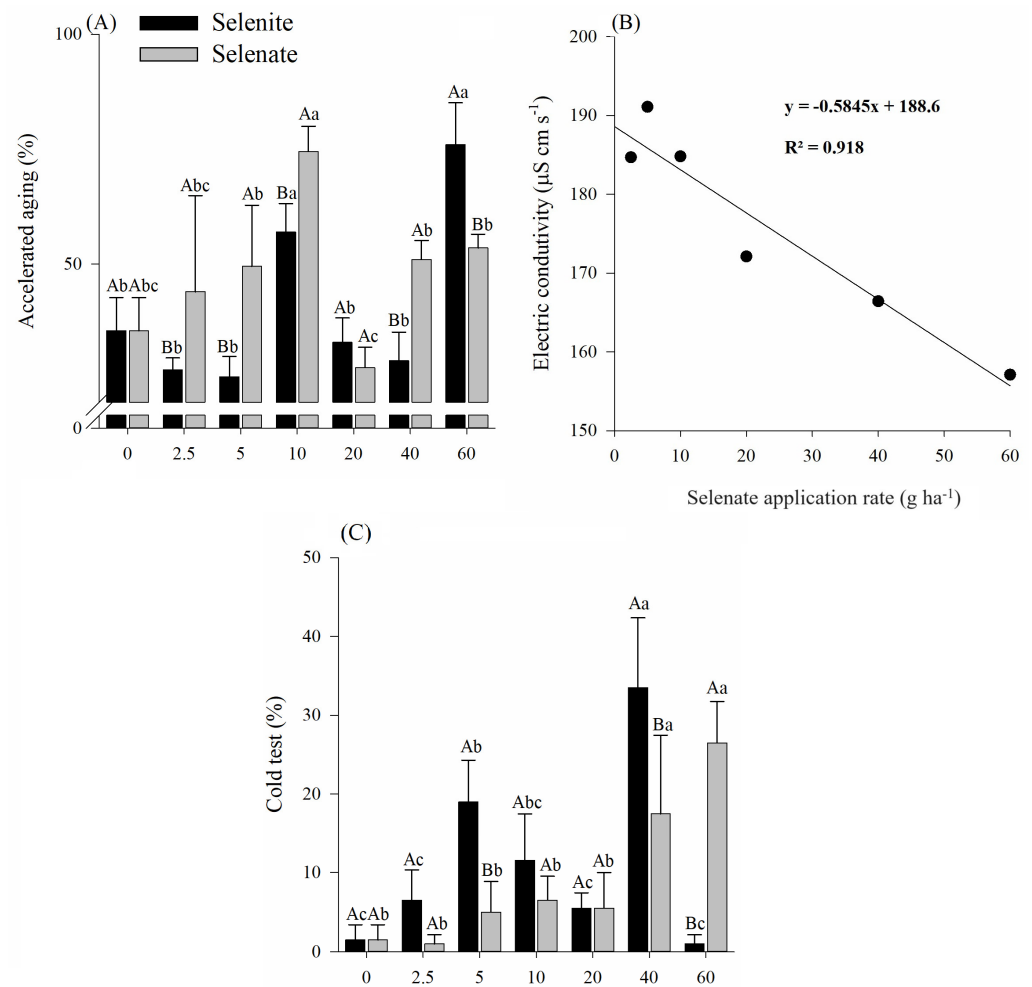 (A)
Selenite
Selenate
100
50
0
Accelerated aging (%)
Ab Abc
Bb Abc
Bb Ab
Ba Aa
Ab Ac
Bb Ab
Aa Bb
0 2.5 5 10 20 40 60
(B)
200
190
180
170
160
150
Electric condutivity (µS cm s-1)
y = -0.5845x + 188.6
R² = 0.918
0 10 20 30 40 50 60
Selenate application rate (g ha-1)
(C)
50
40
30
20
10
0
Cold test (%)
Ac Ab
Ac Ab
Ab Bb
Abc Ab
Ac Ab
Aa Ba
Bc Aa
0 2.5 5 10 20 40 60